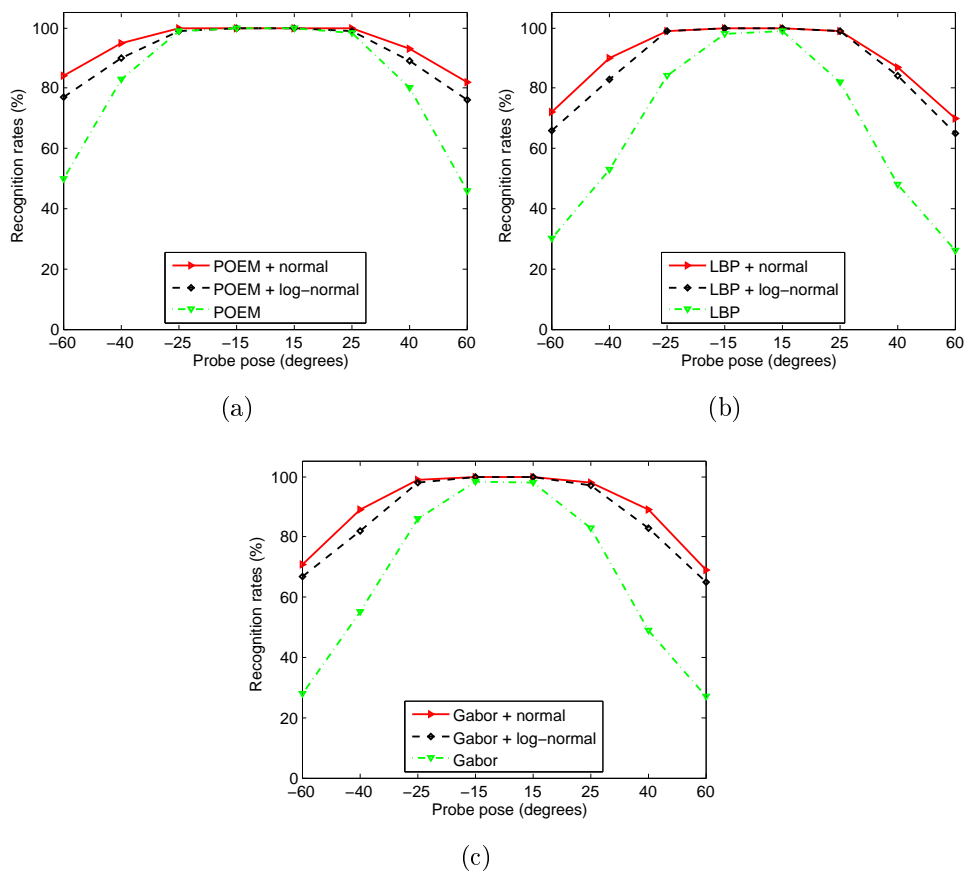 100
80
60
40
20
0
Recognition rates (%)
POEM + normal
POEM + log−normal
POEM
−60 −40 −25 −15 15 25 40 60
Probe pose (degrees)
(a)
100
80
60
40
20
0
Recognition rates (%)
LBP + normal
LBP + log−normal
LBP
−60 −40 −25 −15 15 25 40 60
Probe pose (degrees)
(b)
100
80
60
40
20
0
Recognition rates (%)
Gabor + normal
Gabor + log−normal
Gabor
−60 −40 −25 −15 15 25 40 60
Probe pose (degrees)
(c)